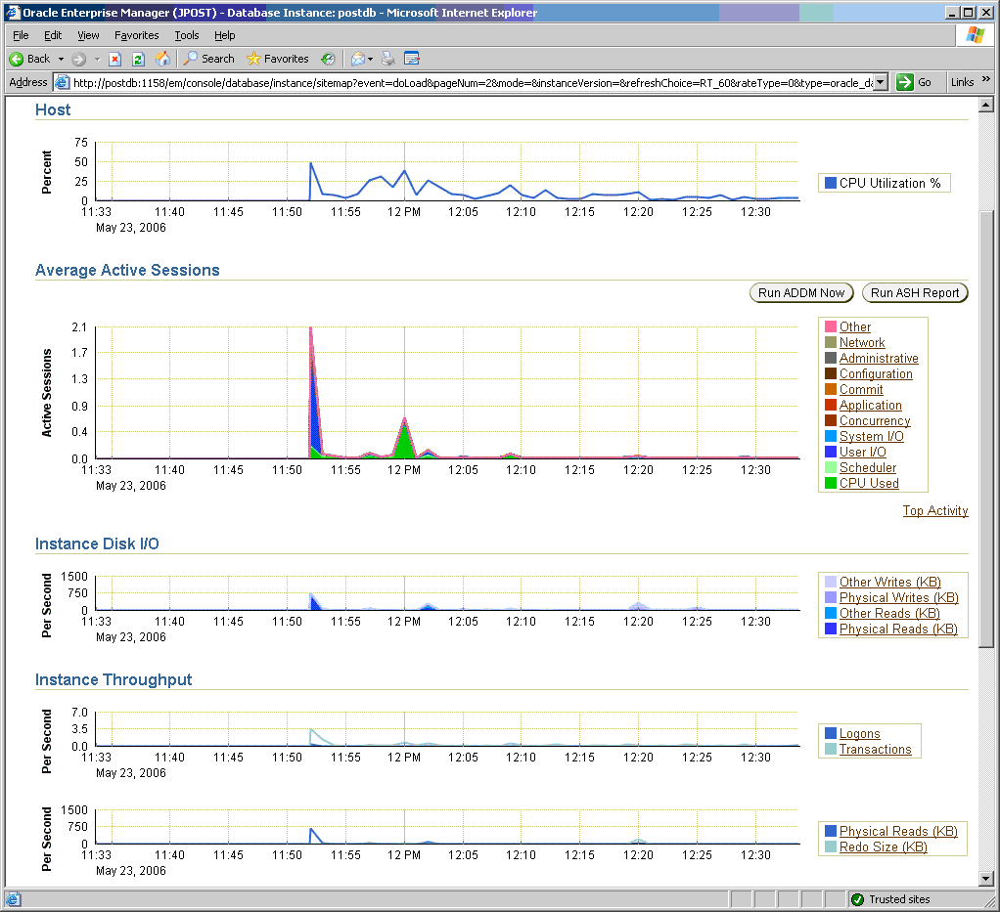 Oracle Enterprise Manager (JPOST) - Database Instance: postdb - Microsoft Internet Explorer
File Edit View Favorites Tools Help
Back Search Favorites
Address http://postdb:1158/em/console/database/instance/sitemap?event=doLoad&pageNum=2&mode=&instanceVersion=&refreshChoice=RT_60&rateType=0&type=oracle_da Go Links »
Host
Percent
75
50
25
0
11:33 11:40 11:45 11:50 11:55 12 PM 12:05 12:10 12:15 12:20 12:25 12:30
May 23, 2006
CPU Utilization %
Average Active Sessions
Run ADDM Now Run ASH Report
Active Sessions
2.1
1.7
1.3
0.9
0.4
0.0
11:33 11:40 11:45 11:50 11:55 12 PM 12:05 12:10 12:15 12:20 12:25 12:30
May 23, 2006
Other
Network
Administrative
Configuration
Commit
Application
Concurrency
System I/O
User I/O
Scheduler
CPU Used
Top Activity
Instance Disk I/O
Per Second
1500
750
0
11:33 11:40 11:45 11:50 11:55 12 PM 12:05 12:10 12:15 12:20 12:25 12:30
May 23, 2006
Other Writes (KB)
Physical Writes (KB)
Other Reads (KB)
Physical Reads (KB)
Instance Throughput
Per Second
7.0
3.5
0.0
11:33 11:40 11:45 11:50 11:55 12 PM 12:05 12:10 12:15 12:20 12:25 12:30
May 23, 2006
Logons
Transactions
Per Second
1500
750
0
11:33 11:40 11:45 11:50 11:55 12 PM 12:05 12:10 12:15 12:20 12:25 12:30
May 23, 2006
Physical Reads (KB)
Redo Size (KB)
Trusted sites